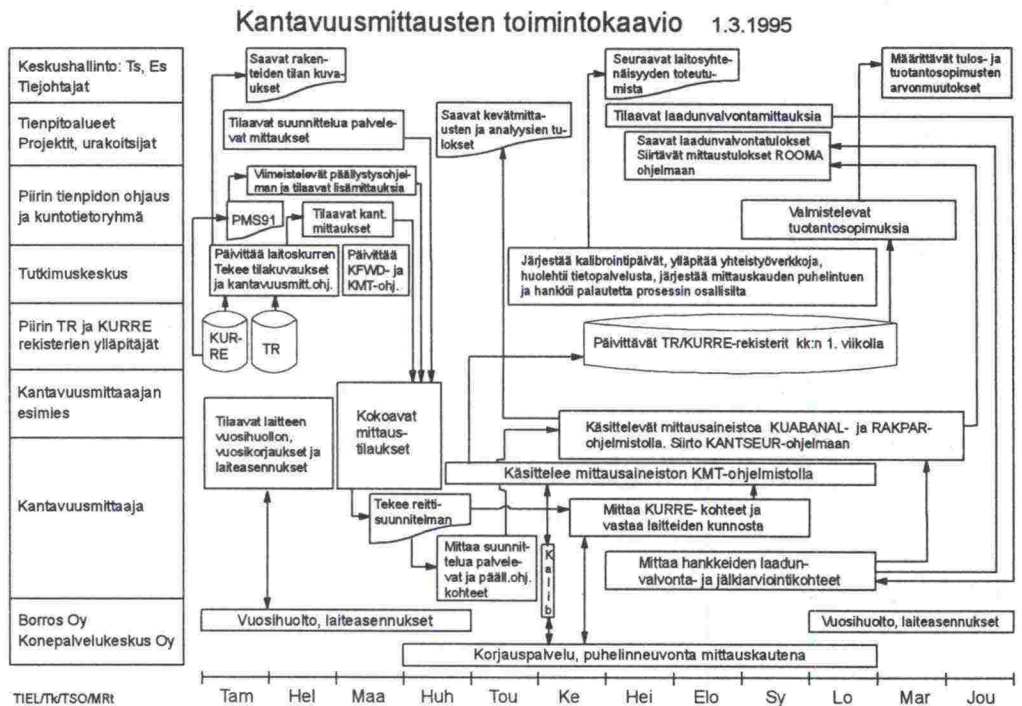 Kantavuusmittausten toimintokaavio 1.3.1995
Keskushallinto: Ts, Es
Tiejohtajat
Saavat raken-
teiden tilan kuva-
ukset
Seuraavat laitosyhte-
näisyyden toteutu-
mista
Määrittävät tulos- ja
tuotantosopimusten
arvonmuutokset
Tienpitoalueet
Projektit, urakoitsijat
Tilaavat suunnittelua palvele-
vat mittaukset
Saavat kevätmitta-
usten ja analyysien tu-
lokset
Tilaavat laadunvalvontamittauksia
Saavat laadunvalvontatulokset
Siirtävät mittaustulokset ROOMA
ohjelmaan
Piirin tienpidon ohjaus
ja kuntotietoryhmä
Viimeistelevät päällystysohjel-
man ja tilaavat lisämittauksia
PMS91
Tilaavat kant.
mittaukset
Valmistelevat
tuotantosopimuksia
Tutkimuskeskus
Päivittää laitoskurren
Tekee tilakuvaukset
ja kantavuusmitt.ohj.
Päivittää
KFWD- ja
KMT-ohj.
Järjestää kalibrointipäivät, ylläpitää yhteistyöverkkoja,
huolehtii tietopalvelusta, järjestää mittauskauden puhelintuen
ja hankkii palautetta prosessin osallisilta
Piirin TR ja KURRE
rekisterien ylläpitäjät
KUR-
RE
TR
Päivittävät TR/KURRE-rekisterit kk:n 1. viikolla
Kantavuusmittaaajan
esimies
Tilaavat laitteen
vuosihuollon,
vuosikorjaukset ja
laiteasennukset
Kokoavat
mittaus-
tilaukset
Käsittelevät mittausaineistoa KUABANAL- ja RAKPAR-
ohjelmistolla. Siirto KANTSEUR-ohjelmaan
Kantavuusmittaaja
Käsittelee mittausaineiston KMT-ohjelmistolla
Tekee reitti-
suunnitelman
Mittaa KURRE- kohteet ja
vastaa laitteiden kunnosta
Mittaa suunnit-
telua palvele-
vat ja pääll.ohj.
kohteet
Kalib
Mittaa hankkeiden laadun-
valvonta- ja jälkiarviointikohteet
Borros Oy
Konepalvelukeskus Oy
Vuosihuolto, laiteasennukset
Vuosihuolto, laiteasennukset
Korjauspalvelu, puhelinneuvonta mittauskautena
TIEL/Tk/TSO/MRt
Tam Hel Maa Huh Tou Ke Hei Elo Sy Lo Mar Jou